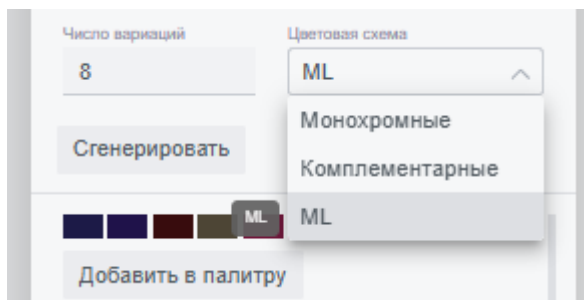 Число вариаций
Цветовая схема
8
ML
Монохромные
Сгенерировать
Комплементарные
ML
ML
Добавить в палитру